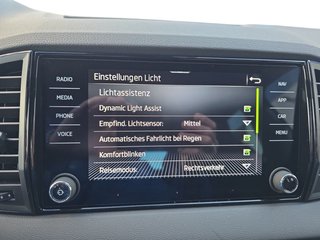 Einstellungen Licht
RADIO
MEDIA
PHONE
VOICE
Lichtassistenz
Dynamic Light Assist
Empfind. Lichtsensor: Mittel
Automatisches Fahrlicht bei Regen
Komfortblinken
Reisemodus: Rechtsverkehr
NAV
APP
CAR
MENU